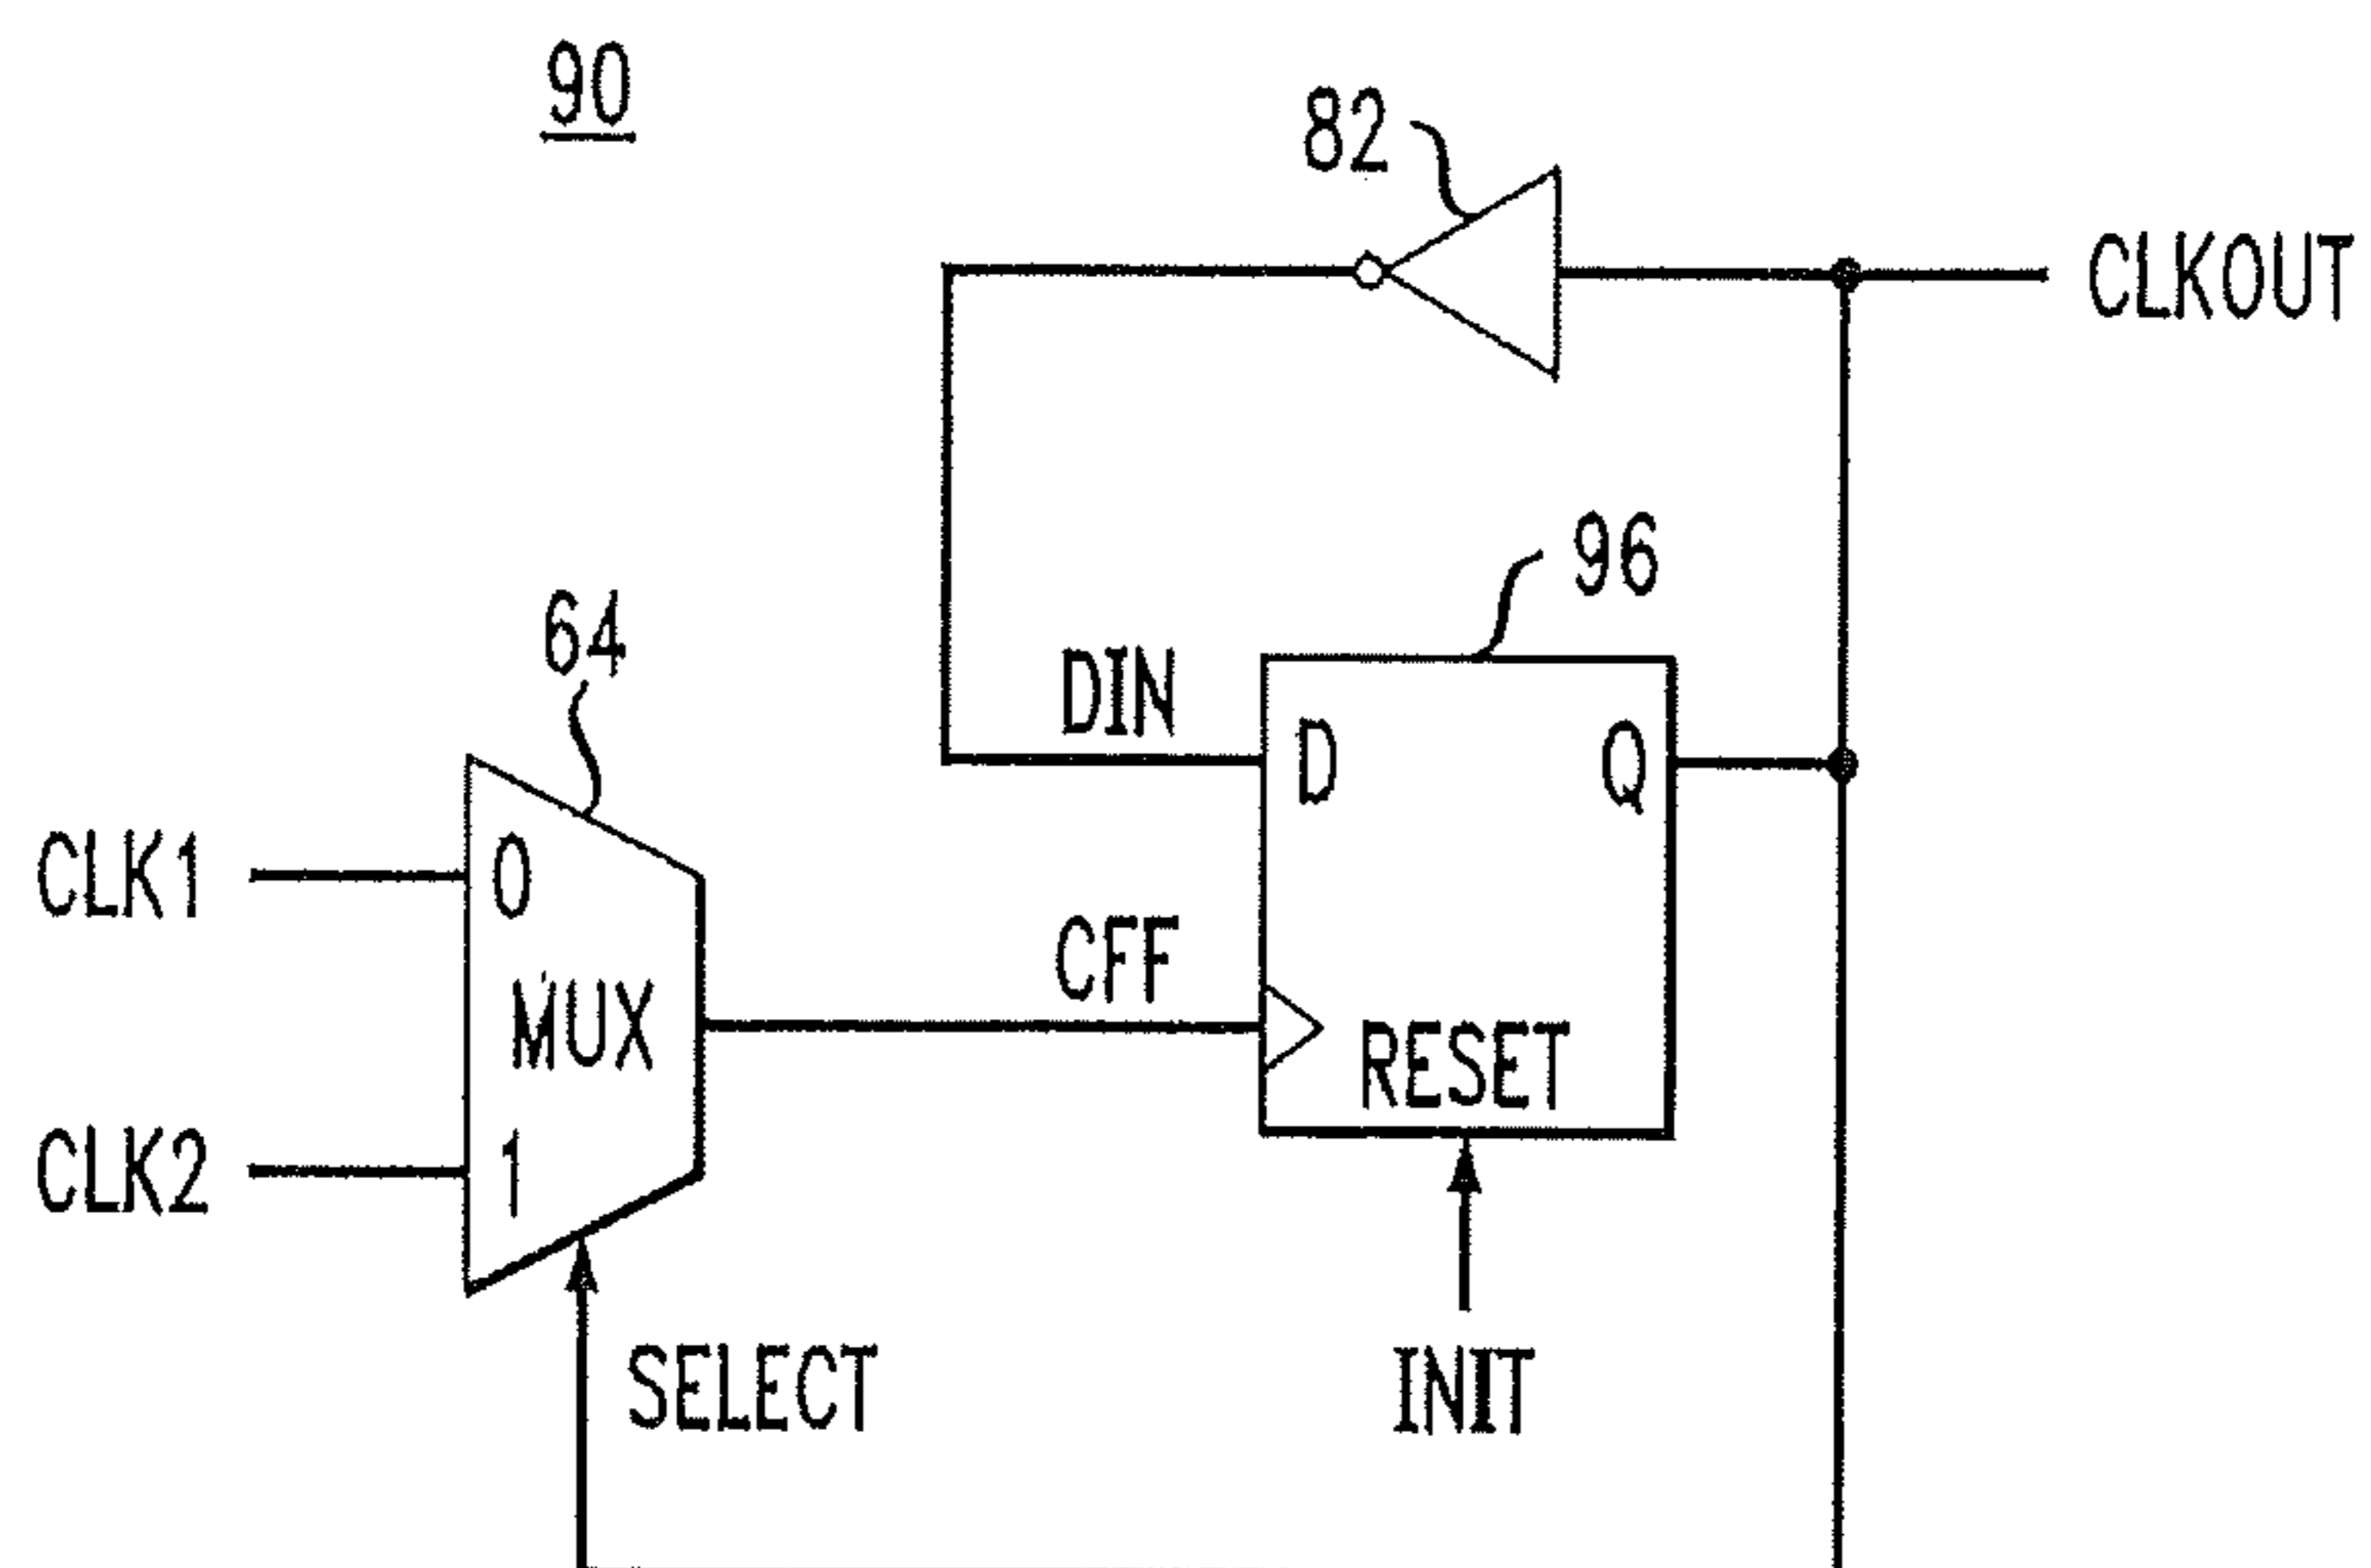 90
82
CLKOUT
96
64
DIN
D
Q
CLK1
0
CFF
MUX
RESET
CLK2
1
SELECT
INIT